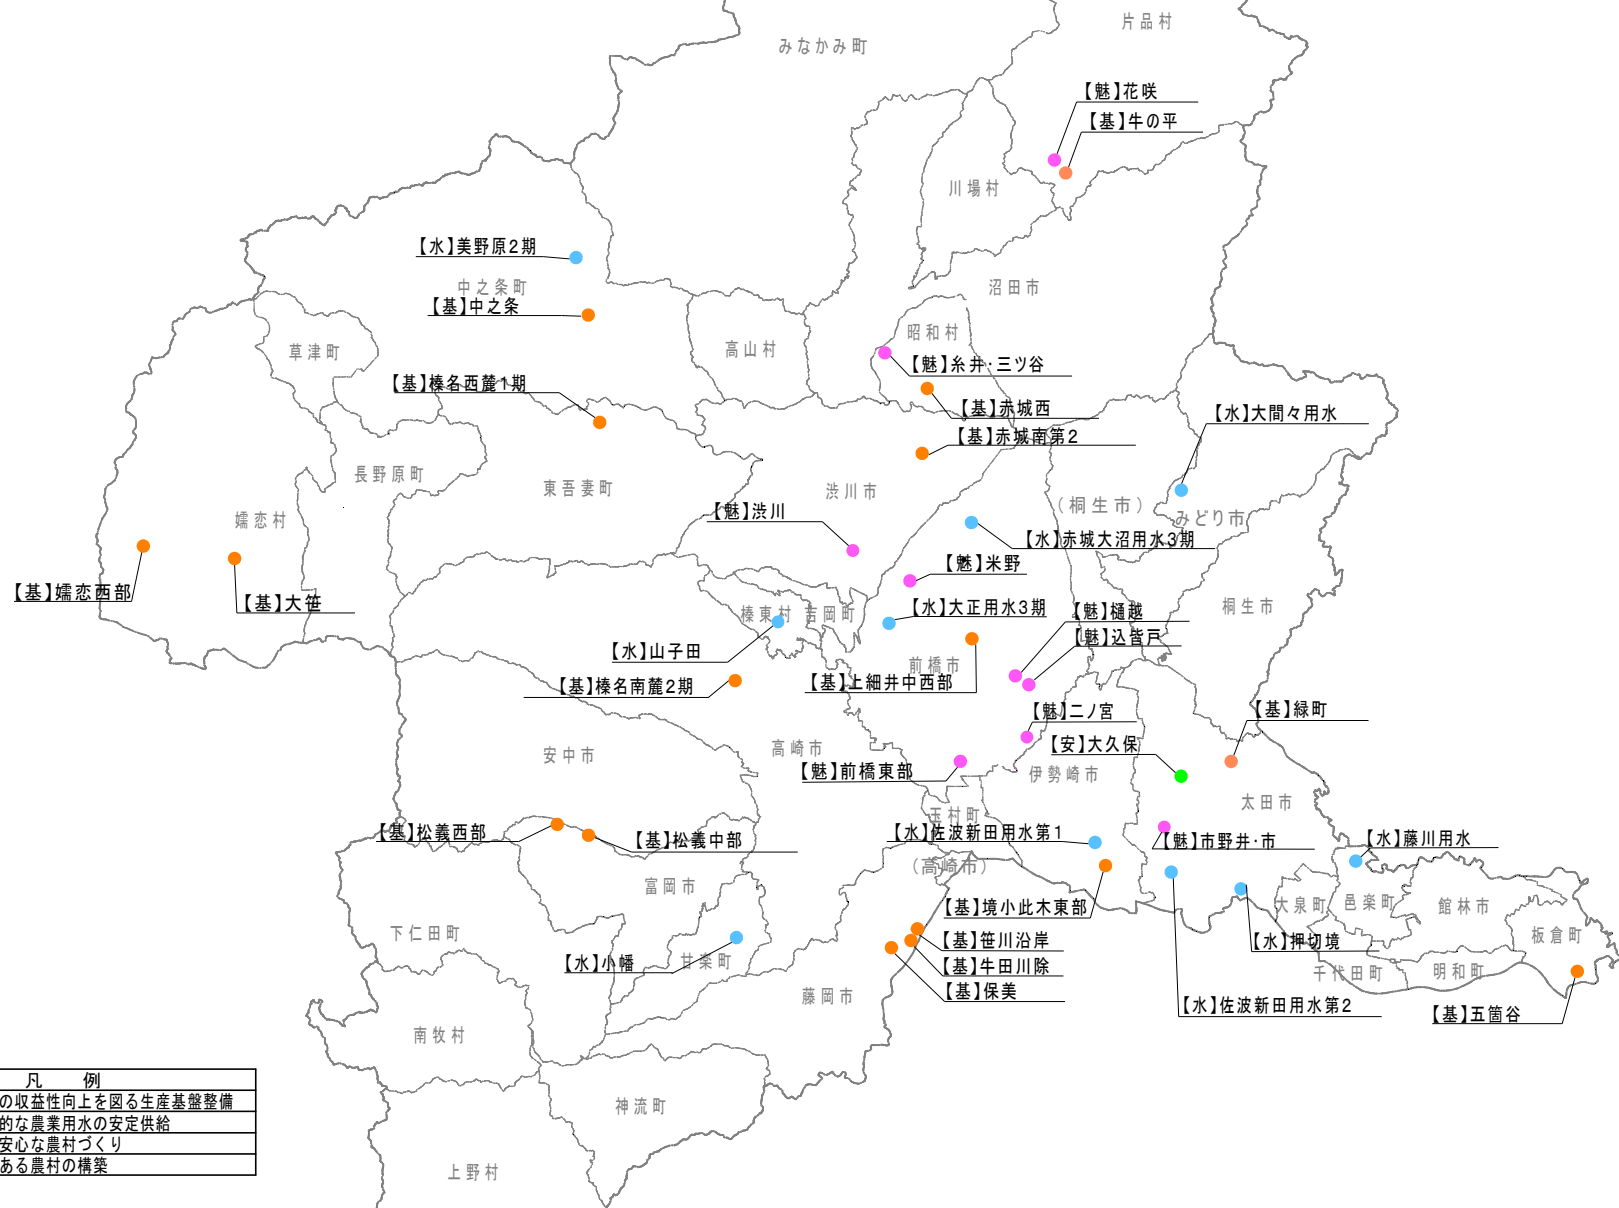 片品村
みなかみ町
【魅】花咲
【基】牛の平
川場村
【水】美野原2期
中之条町
沼田市
【基】中之条
昭和村
草津町
高山村
【魅】糸井・三ツ谷
【基】榛名西麓1期
【基】赤城西
【水】大間々用水
【基】赤城南第2
長野原町
東吾妻町
渋川市
(桐生市)
【魅】渋川
嬬恋村
みどり市
【水】赤城大沼用水3期
【魅】米野
【基】嬬恋西部
【基】大笹
榛東村
吉岡町
【水】大正用水3期
【魅】樋越
桐生市
【魅】込皆戸
【水】山子田
前橋市
【基】榛名南麓2期
【基】上細井中西部
【魅】二ノ宮
【基】緑町
安中市
高崎市
【安】大久保
【魅】前橋東部
伊勢崎市
太田市
玉村町
【基】松義西部
【基】松義中部
【水】佐波新田用水第1
【魅】市野井・市
【水】藤川用水
(高崎市)
富岡市
【基】境小此木東部
大泉町
邑楽町
館林市
下仁田町
【基】笹川沿岸
【水】押切境
板倉町
【水】小幡
甘楽町
【基】牛田川除
千代田町
明和町
【基】保美
藤岡市
【水】佐波新田用水第2
【基】五箇谷
南牧村
凡 例
の収益性向上を図る生産基盤整備
的な農業用水の安定供給
安心な農村づくり
ある農村の構築
神流町
上野村